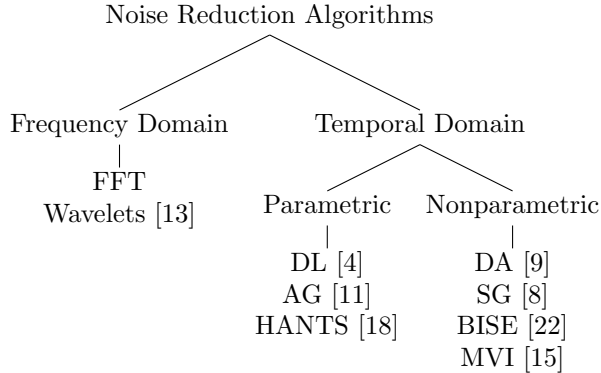 Noise Reduction Algorithms
Frequency Domain
Temporal Domain
FFT
Wavelets [13]
Parametric
Nonparametric
DL [4]
AG [11]
HANTS [18]
DA [9]
SG [8]
BISE [22]
MVI [15]